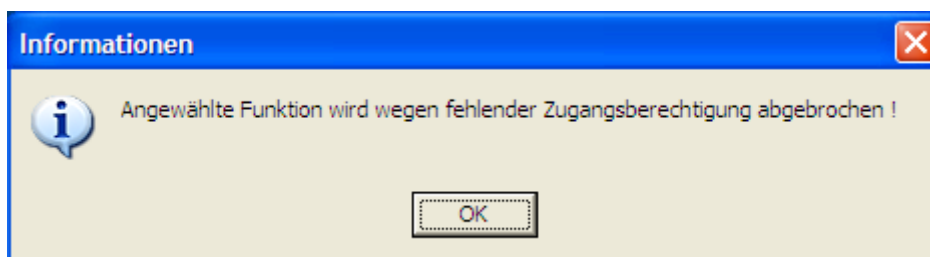 Informationen
Angewählte Funktion wird wegen fehlender Zugangsberechtigung abgebrochen !
OK